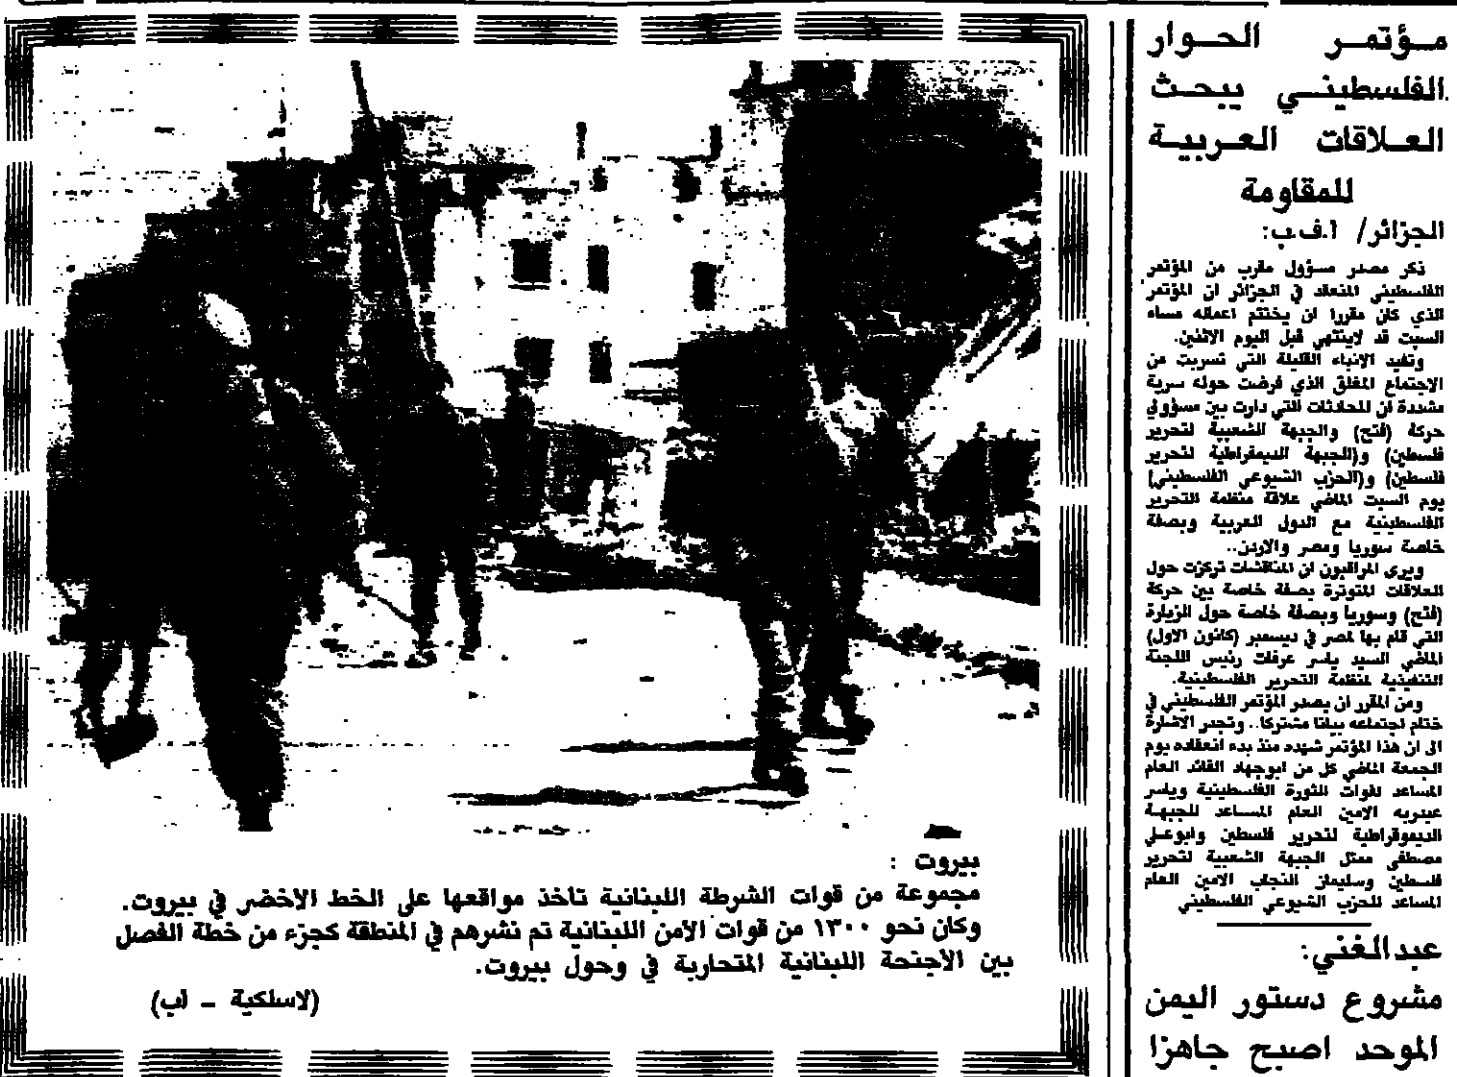 مـؤتمـر الحـوار
الفلسطينـي يبحـث
العـلاقات العـربيـة
للمقاومة
الجزائر/ ا.ف.ب:
ذكر مصدر مسؤول مقرب من المؤتمر
الفلسطيني المنعقد في الجزائر ان المؤتمر
الذي كان مقررا ان يختتم اعماله مساء
السبت قد لاينتهي قبل اليوم الاثنين.
وتفيد الانباء القليلة التي تسربت من
الاجتماع المغلق الذي فرضت حوله سرية
مشددة ان المحادثات التي دارت بين مسؤولي
حركة (فتح) والجبهة الشعبية لتحرير
فلسطين) و(الجبهة الديمقراطية لتحرير
فلسطين) و(الحزب الشيوعي الفلسطيني)
يوم السبت الماضي علاقة منظمة التحرير
الفلسطينية مع الدول العربية وبصفة
خاصة سوريا ومصر والاردن..
ويرى المراقبون ان المناقشات تركزت حول
العلاقات المتوترة بصفة خاصة بين حركة
(فتح) وسوريا وبصفة خاصة حول الزيارة
التي قام بها لمصر في ديسمبر (كانون الاول)
الماضي السيد ياسر عرفات رئيس اللجنة
التنفيذية لمنظمة التحرير الفلسطينية.
ومن المقرر ان يصدر المؤتمر الفلسطيني في
ختام اجتماعه بيانا مشتركا.. وتجدر الاشارة
الى ان هذا المؤتمر شهده منذ بدء انعقاده يوم
الجمعة الماضي كل من ابوجهاد القائد العام
المساعد لقوات الثورة الفلسطينية وياسر
عبدربه الامين العام المساعد للجبهة
الديموقراطية لتحرير فلسطين وابوعلي
مصطفى ممثل الجبهة الشعبية لتحرير
فلسطين وسليمان النجاب الامين العام
المساعد للحزب الشيوعي الفلسطيني
عبدالغني:
مشروع دستور اليمن
الموحد اصبح جاهزا
بيروت :
مجموعة من قوات الشرطة اللبنانية تأخذ مواقعها على الخط الاخضر في بيروت.
وكان نحو ١٣٠٠ من قوات الأمن اللبنانية تم نشرهم في المنطقة كجزء من خطة الفصل
بين الاجنحة اللبنانية المتحاربة في وحول بيروت.
(لاسلكية ـ أب)